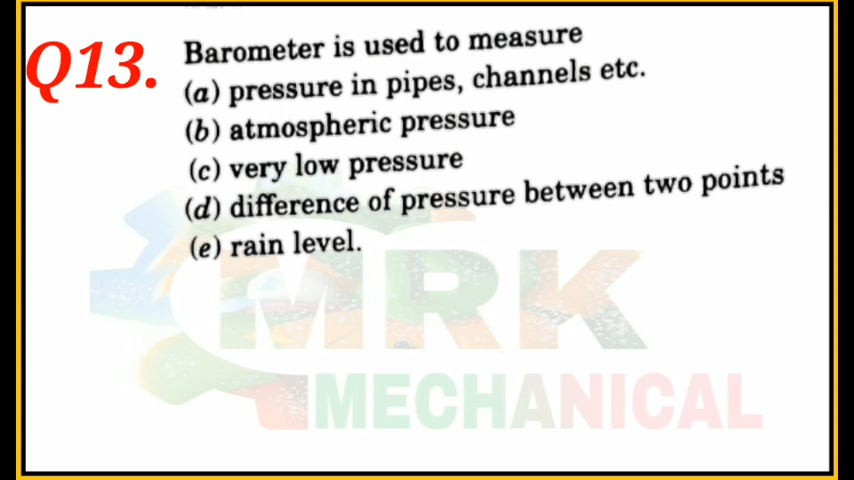 Q13.
Barometer is used to measure
(a) pressure in pipes, channels etc.
(b) atmospheric pressure
(c) very low pressure
(d) difference of pressure between two points
(e) rain level.
MRK
MECHANICAL